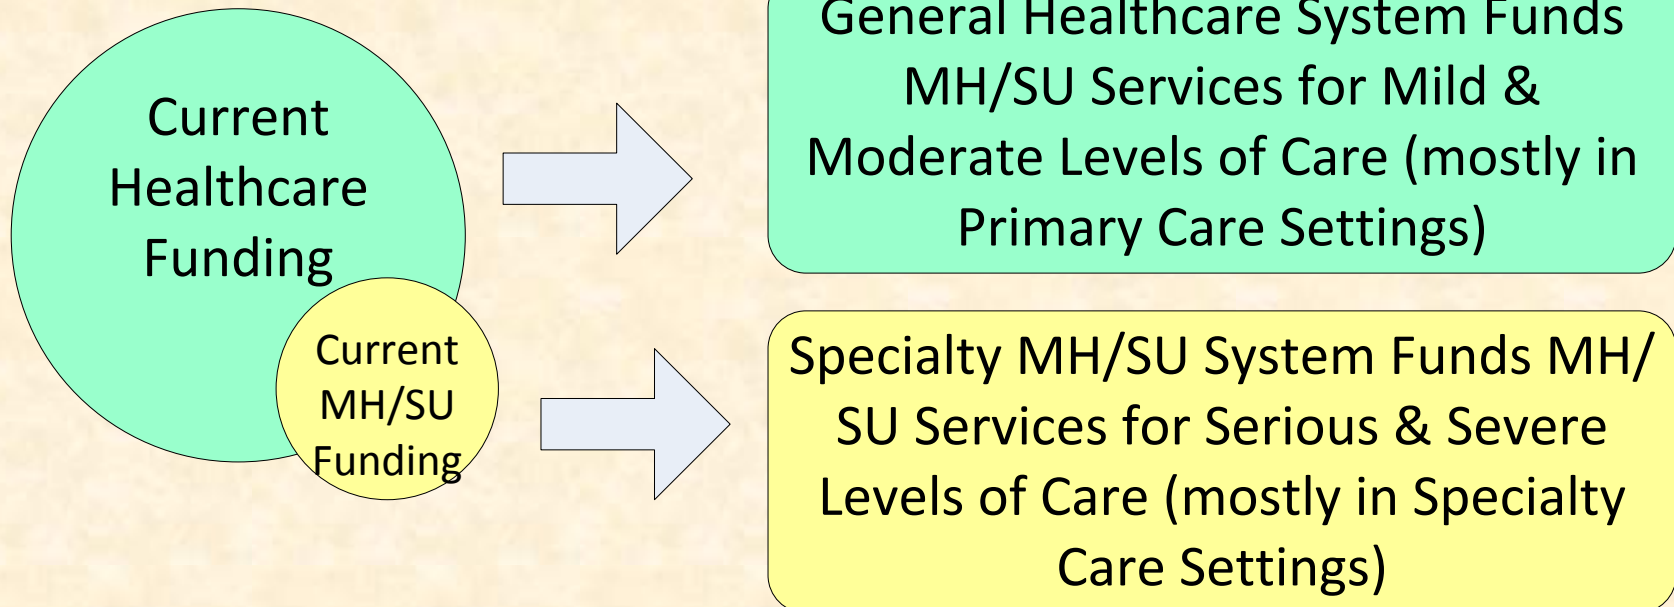 Current
Healthcare
Funding
Current
MH/SU
Funding
General Healthcare System Funds
MH/SU Services for Mild &
Moderate Levels of Care (mostly in
Primary Care Settings)
Specialty MH/SU System Funds MH/
SU Services for Serious & Severe
Levels of Care (mostly in Specialty
Care Settings)